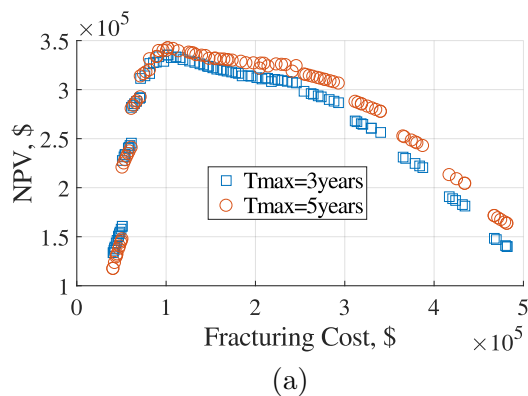 ×10^5
3.5
3
2.5
2
1.5
1
NPV, $
Tmax=3years
Tmax=5years
0 1 2 3 4 5
Fracturing Cost, $ ×10^5
(a)